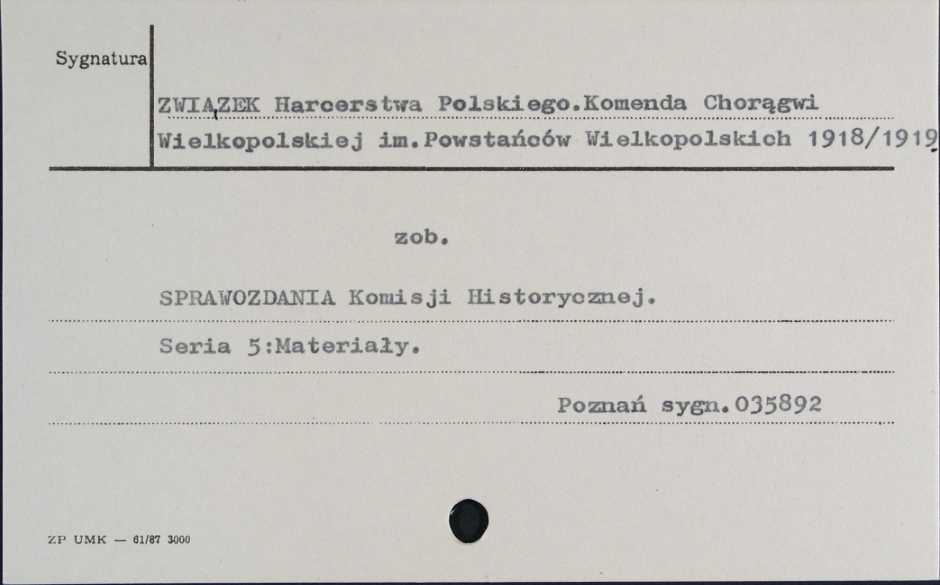 Sygnatura
ZWIĄZEK Harcerstwa Polskiego.Komenda Chorągwi
Wielkopolskiej im.Powstańców Wielkopolskich 1918/1919.
zob.
SPRAWOZDANIA Komisji Historycznej.
Seria 5:Materiały.
Poznań sygn.035892
ZP UMK — 61/87 3000